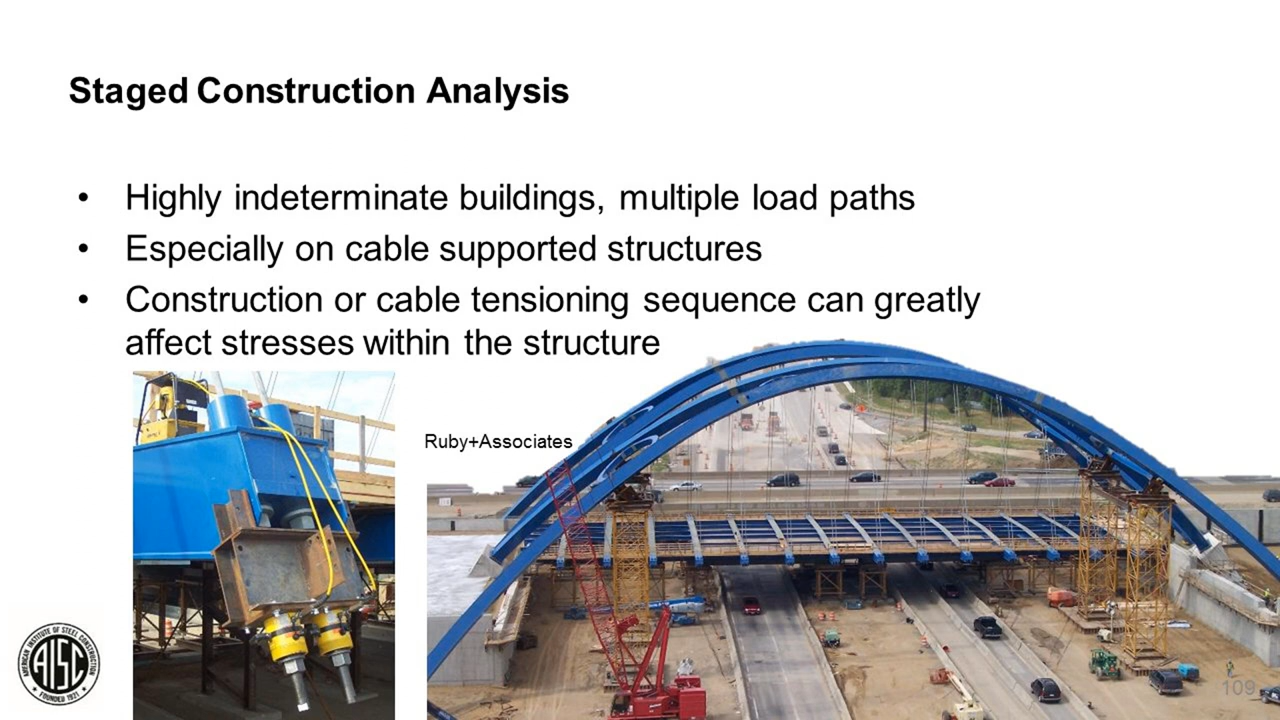 Staged Construction Analysis
• Highly indeterminate buildings, multiple load paths
• Especially on cable supported structures
• Construction or cable tensioning sequence can greatly
affect stresses within the structure
Ruby+Associates
AMERICAN INSTITUTE OF STEEL CONSTRUCTION
AISC
FOUNDED 1921
109